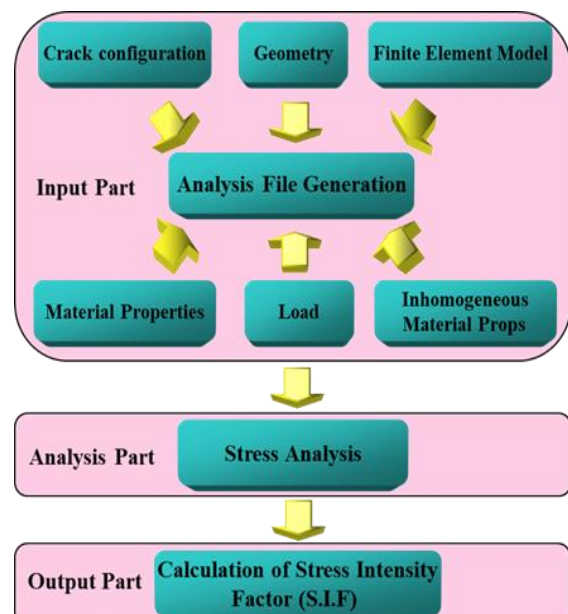 Crack configuration
Geometry
Finite Element Model
Input Part
Analysis File Generation
Material Properties
Load
Inhomogeneous
Material Props
Analysis Part
Stress Analysis
Output Part
Calculation of Stress Intensity
Factor (S.I.F)